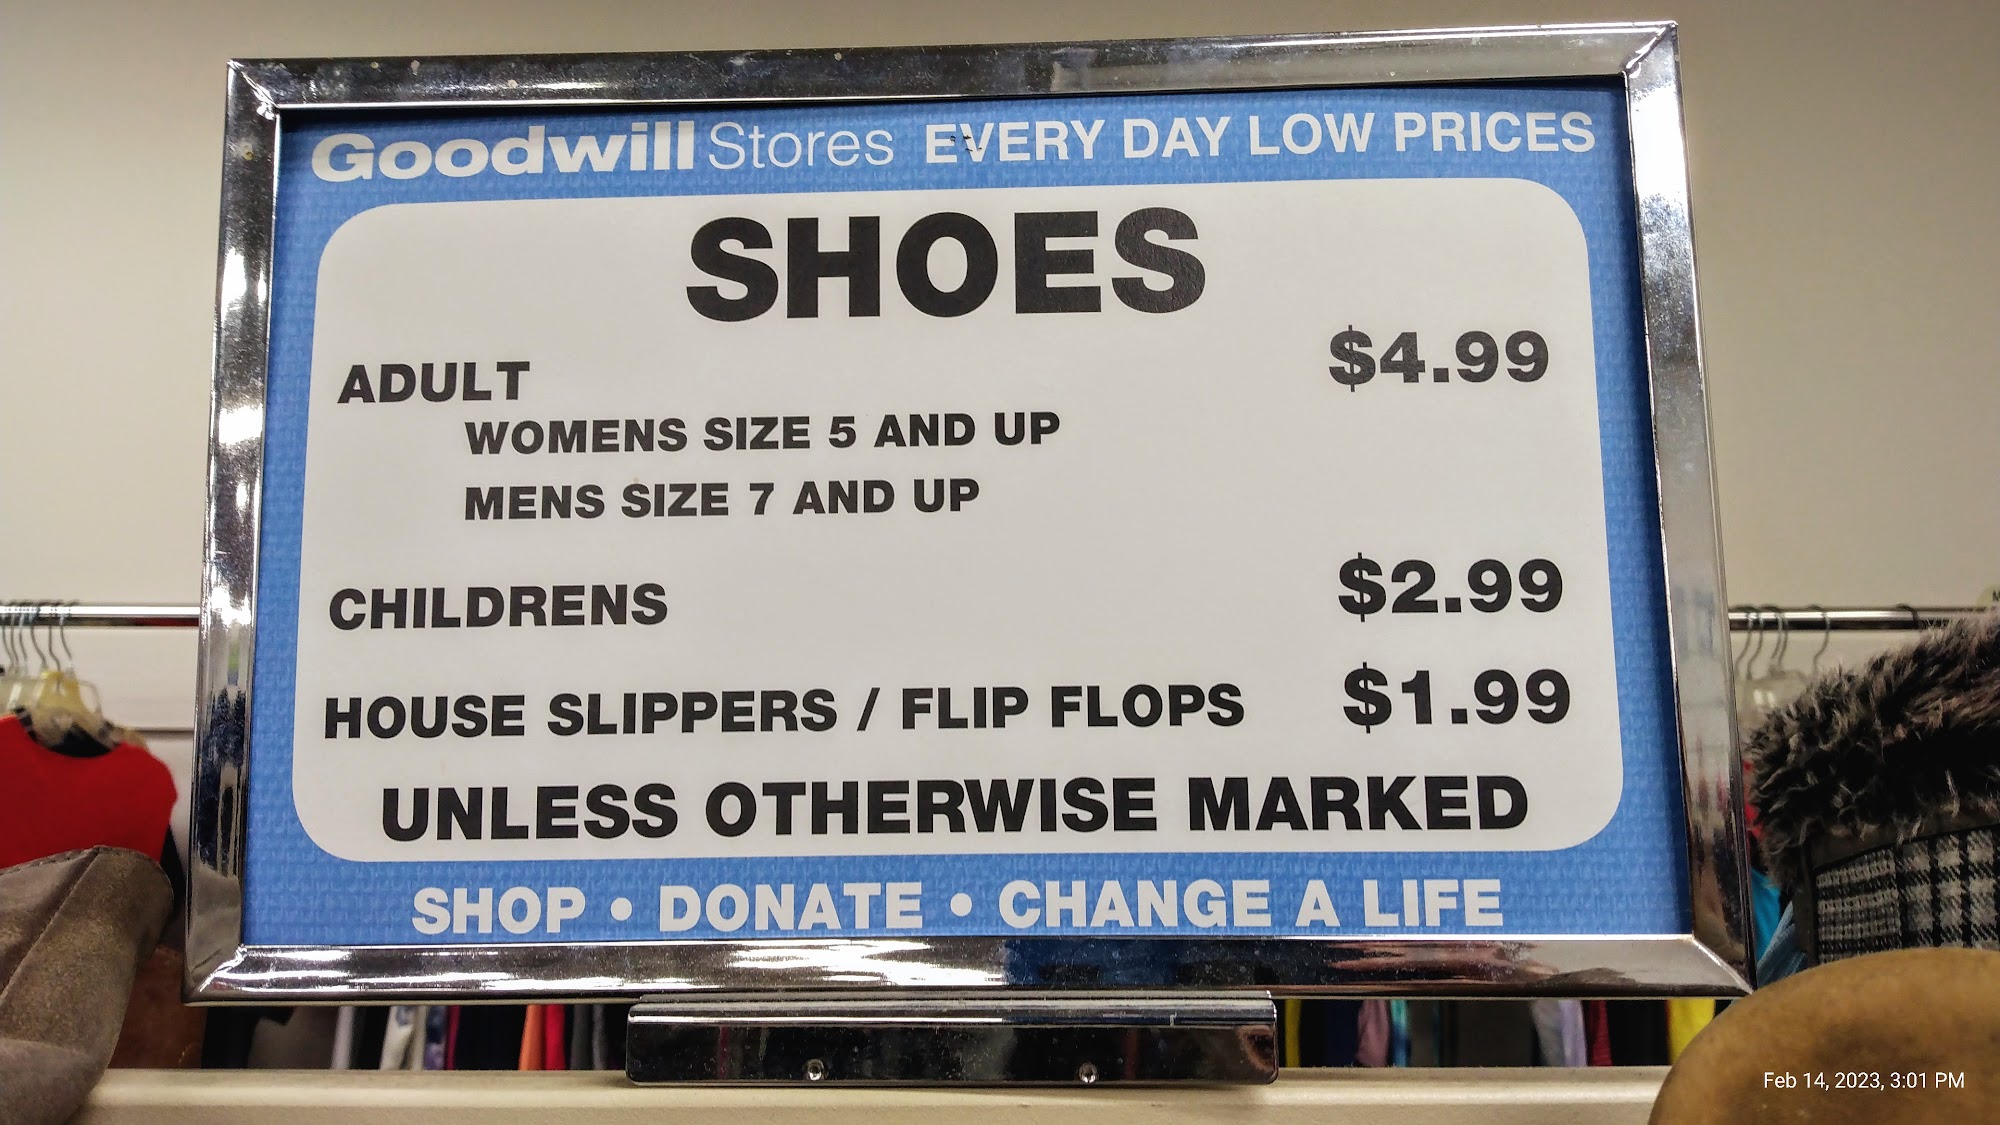 Goodwill Stores EVERY DAY LOW PRICES
SHOES
ADULT $4.99
WOMENS SIZE 5 AND UP
MENS SIZE 7 AND UP
CHILDRENS $2.99
HOUSE SLIPPERS / FLIP FLOPS $1.99
UNLESS OTHERWISE MARKED
SHOP • DONATE • CHANGE A LIFE
Feb 14, 2023, 3:01 PM